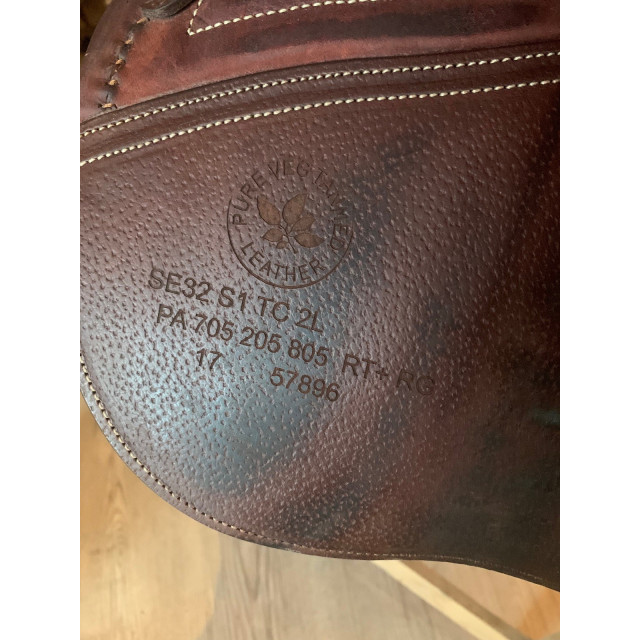 PURE VEG TANNED
LEATHER
SE32 S1 TC 2L
PA 705 205 805 RT+ RG
17 57896